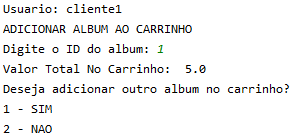 Usuario: cliente1
ADICIONAR ALBUM AO CARRINHO
Digite o ID do album: 1
Valor Total No Carrinho:  5.0
Deseja adicionar outro album no carrinho?
1 - SIM
2 - NAO